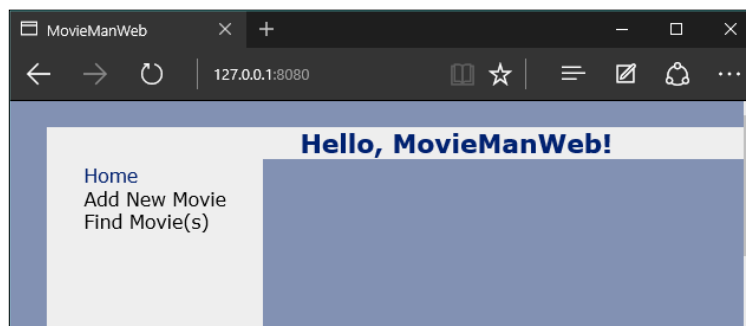 MovieManWeb
127.0.0.1:8080
Hello, MovieManWeb!
Home
Add New Movie
Find Movie(s)